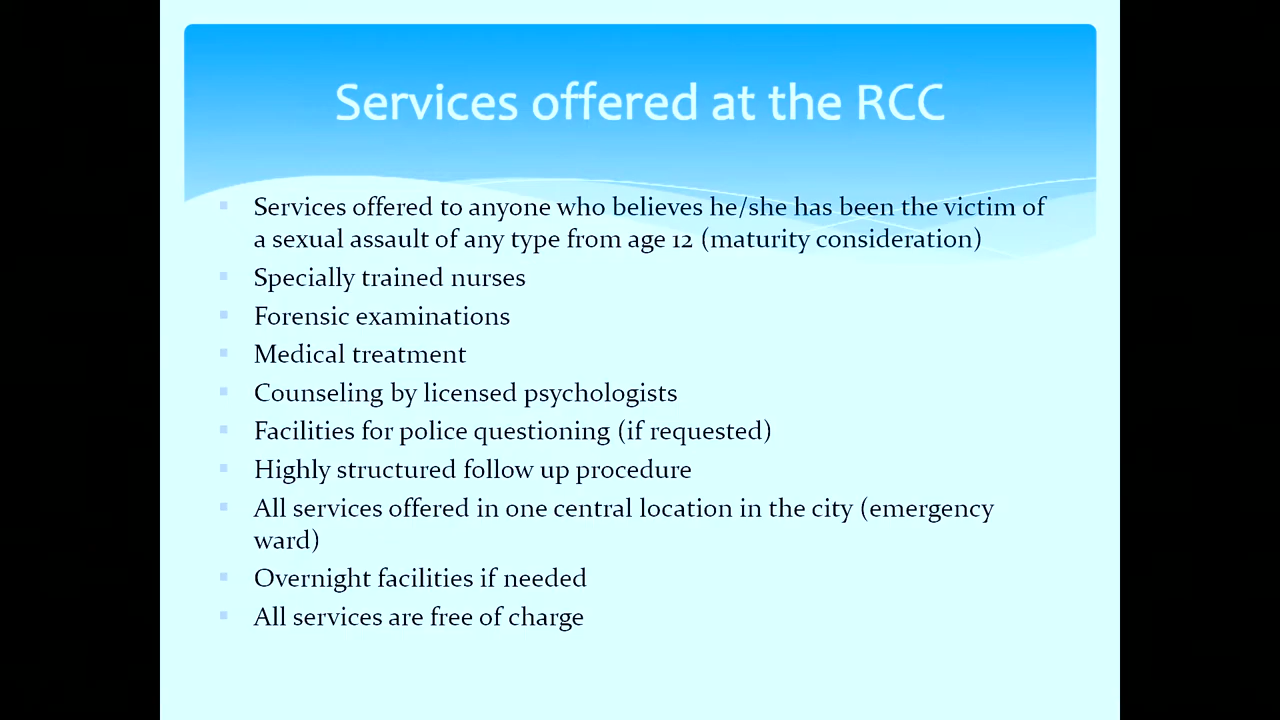 Services offered at the RCC
Services offered to anyone who believes he/she has been the victim of
a sexual assault of any type from age 12 (maturity consideration)
Specially trained nurses
Forensic examinations
Medical treatment
Counseling by licensed psychologists
Facilities for police questioning (if requested)
Highly structured follow up procedure
All services offered in one central location in the city (emergency
ward)
Overnight facilities if needed
All services are free of charge